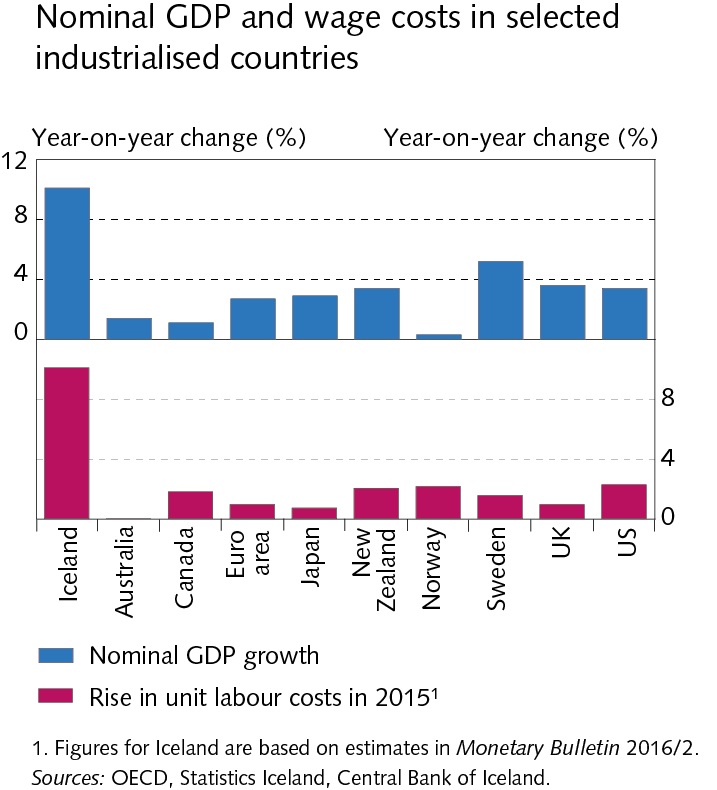 Nominal GDP and wage costs in selected
industrialised countries
Year-on-year change (%)
Year-on-year change (%)
12
8
4
0
8
4
0
Iceland
Australia
Canada
Euro
area
Japan
New
Zealand
Norway
Sweden
UK
US
Nominal GDP growth
Rise in unit labour costs in 2015¹
1. Figures for Iceland are based on estimates in Monetary Bulletin 2016/2.
Sources: OECD, Statistics Iceland, Central Bank of Iceland.